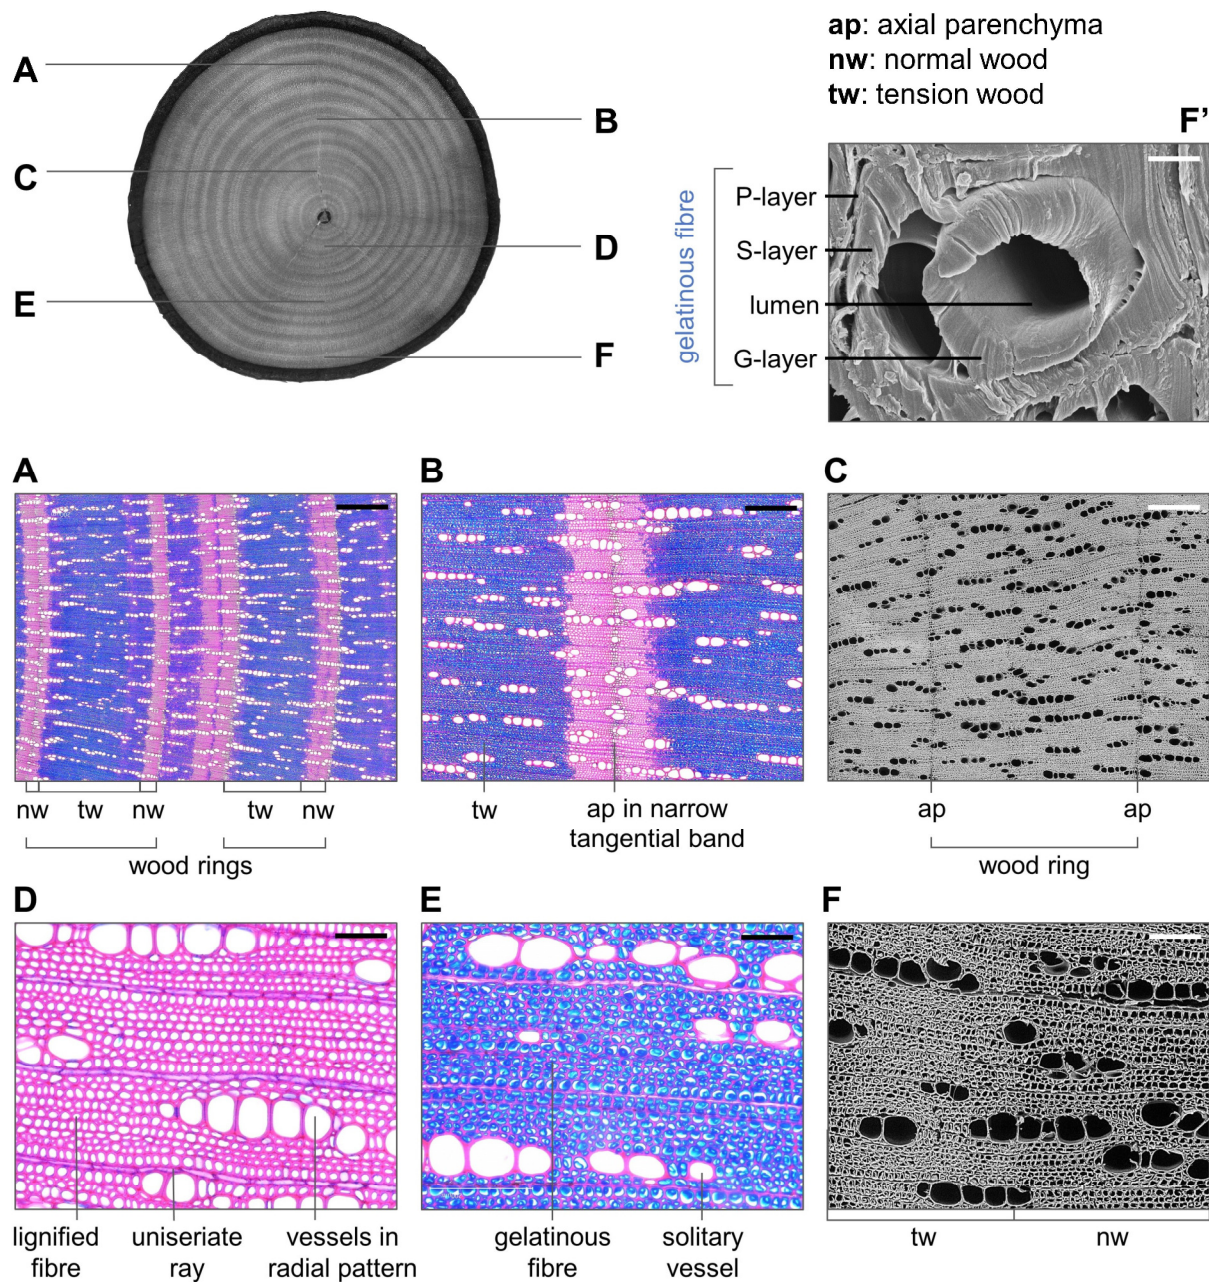 ap: axial parenchyma
nw: normal wood
tw: tension wood
A
B
C
D
E
F
F’
gelatinous fibre
P-layer
S-layer
lumen
G-layer
A
B
C
nw tw nw tw nw
wood rings
tw
ap in narrow
tangential band
ap ap
wood ring
D
E
F
lignified
fibre
uniseriate
ray
vessels in
radial pattern
gelatinous
fibre
solitary
vessel
tw nw